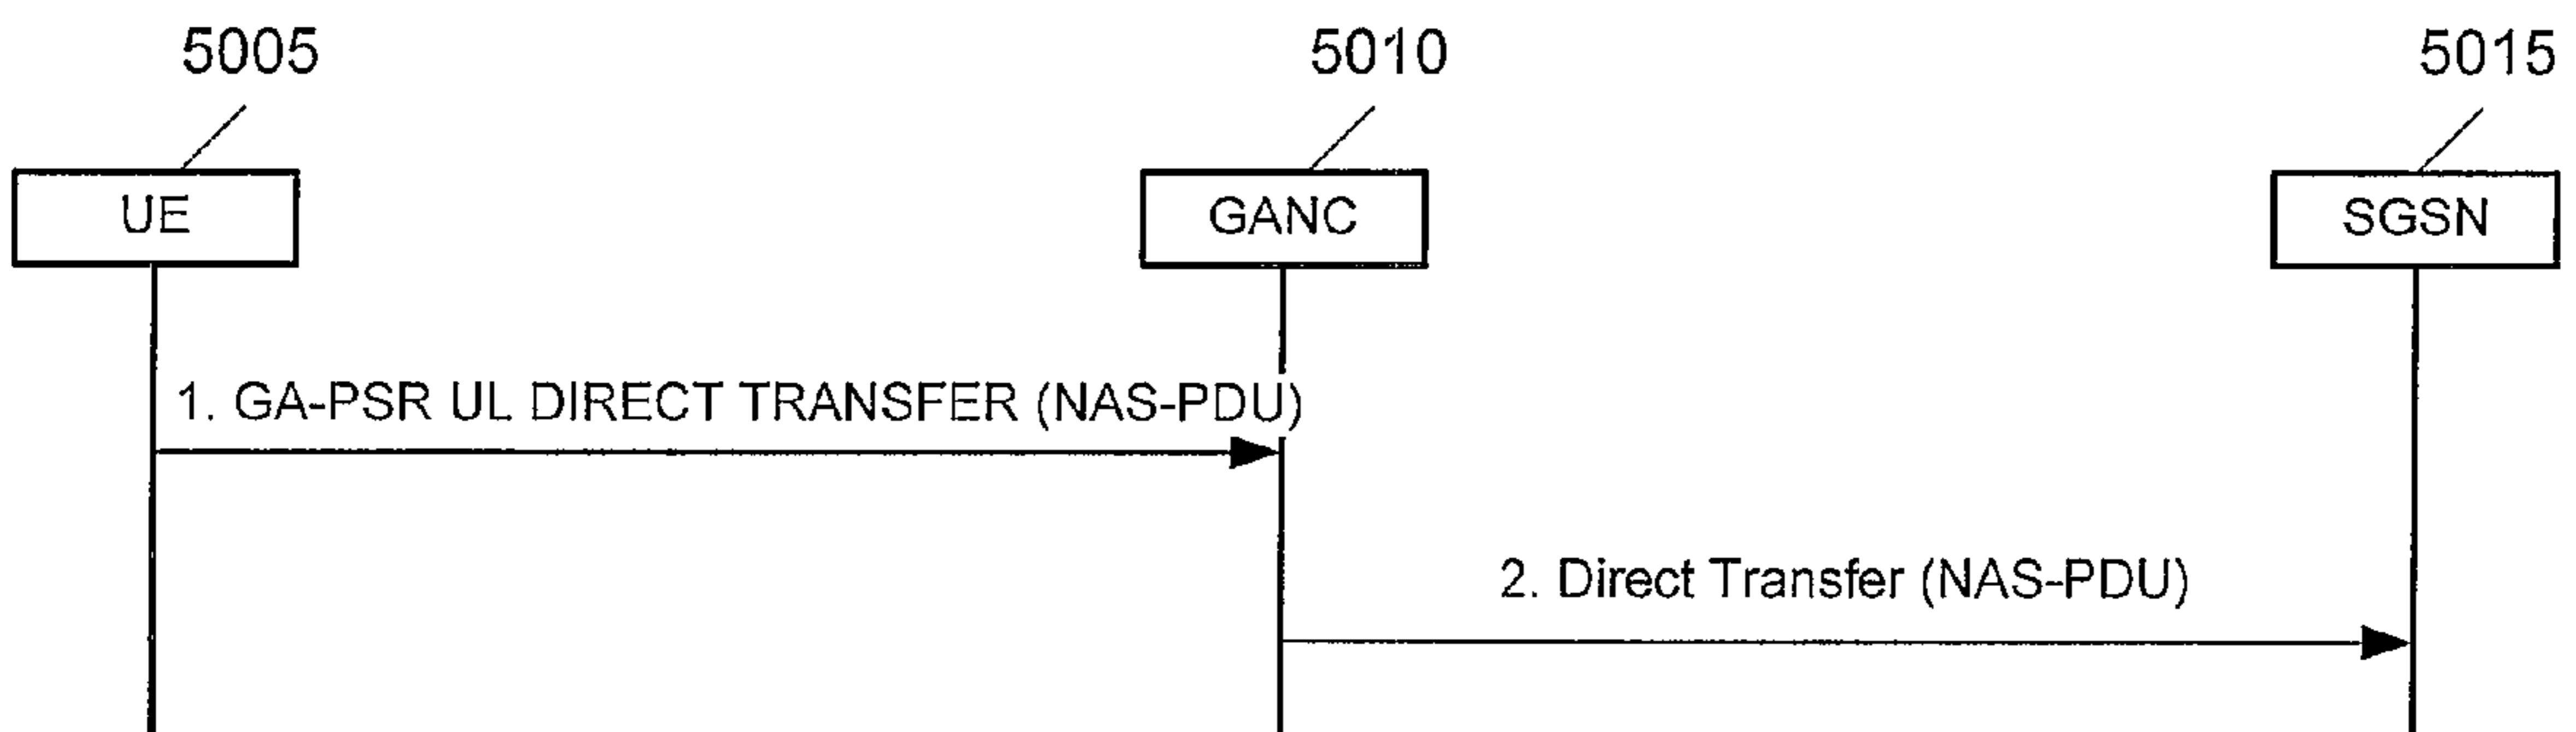 5005 5010 5015
UE GANC SGSN
1. GA-PSR UL DIRECT TRANSFER (NAS-PDU)
2. Direct Transfer (NAS-PDU)